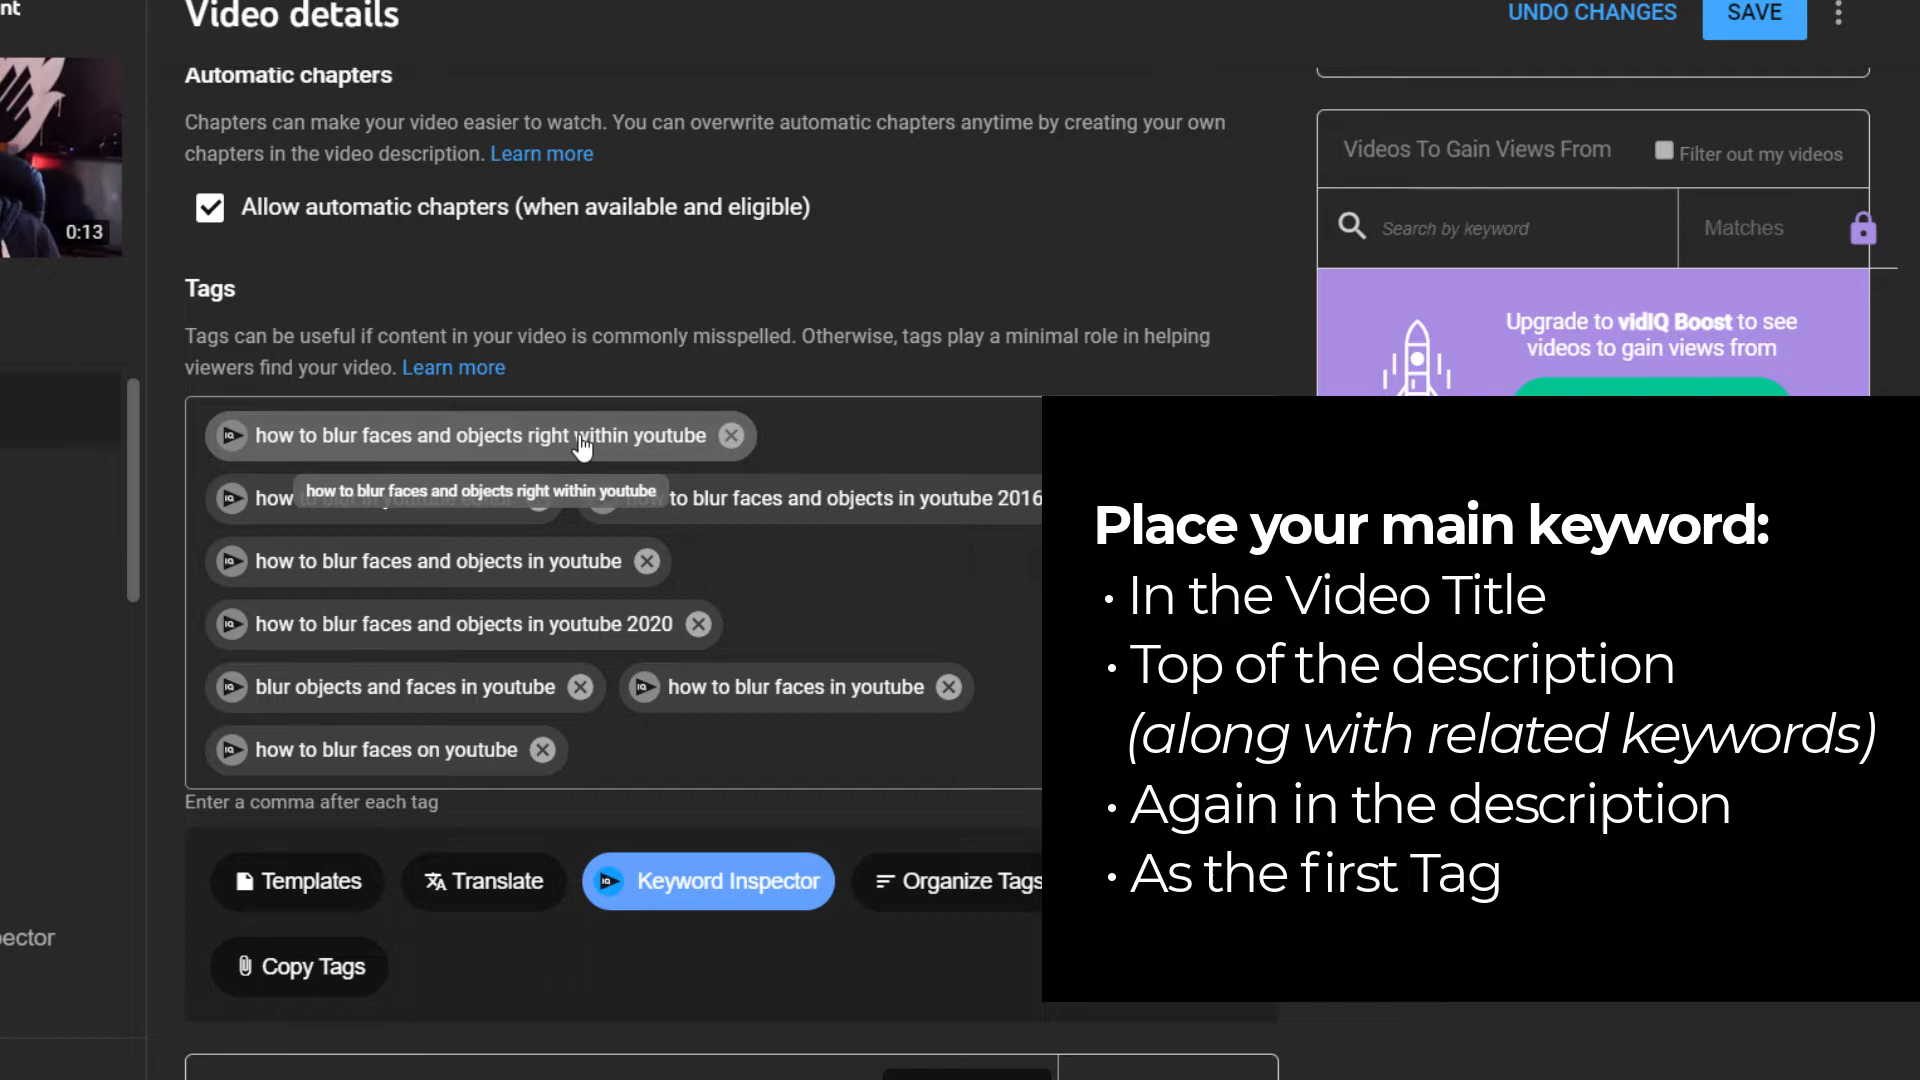 nt
Video details
UNDO CHANGES
SAVE
Automatic chapters
Chapters can make your video easier to watch. You can overwrite automatic chapters anytime by creating your own
chapters in the video description. Learn more
Allow automatic chapters (when available and eligible)
0:13
Tags
Tags can be useful if content in your video is commonly misspelled. Otherwise, tags play a minimal role in helping
viewers find your video. Learn more
how to blur faces and objects right within youtube
how to blur faces and objects right within youtube
how
to blur faces and objects in youtube 2016
how to blur faces and objects in youtube
how to blur faces and objects in youtube 2020
blur objects and faces in youtube
how to blur faces in youtube
how to blur faces on youtube
Enter a comma after each tag
Templates
Translate
Keyword Inspector
Organize Tags
Copy Tags
pector
Videos To Gain Views From
Filter out my videos
Search by keyword
Matches
Upgrade to vidIQ Boost to see
videos to gain views from
Place your main keyword:
• In the Video Title
• Top of the description
(along with related keywords)
• Again in the description
• As the first Tag